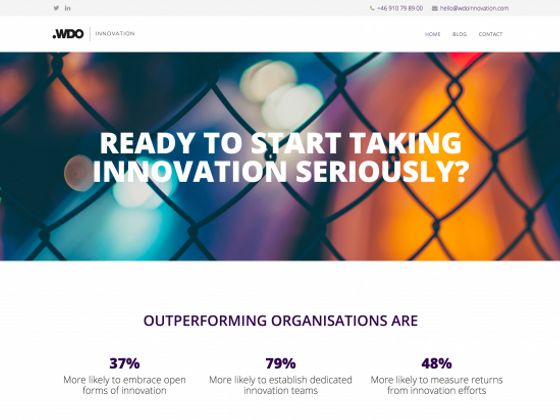 +46 910 79 89 00 hello@wdoinnovation.com
.WDO INNOVATION HOME BLOG CONTACT
READY TO START TAKING
INNOVATION SERIOUSLY?
OUTPERFORMING ORGANISATIONS ARE
37% 79% 48%
More likely to embrace open More likely to establish dedicated More likely to measure returns
forms of innovation innovation teams from innovation efforts